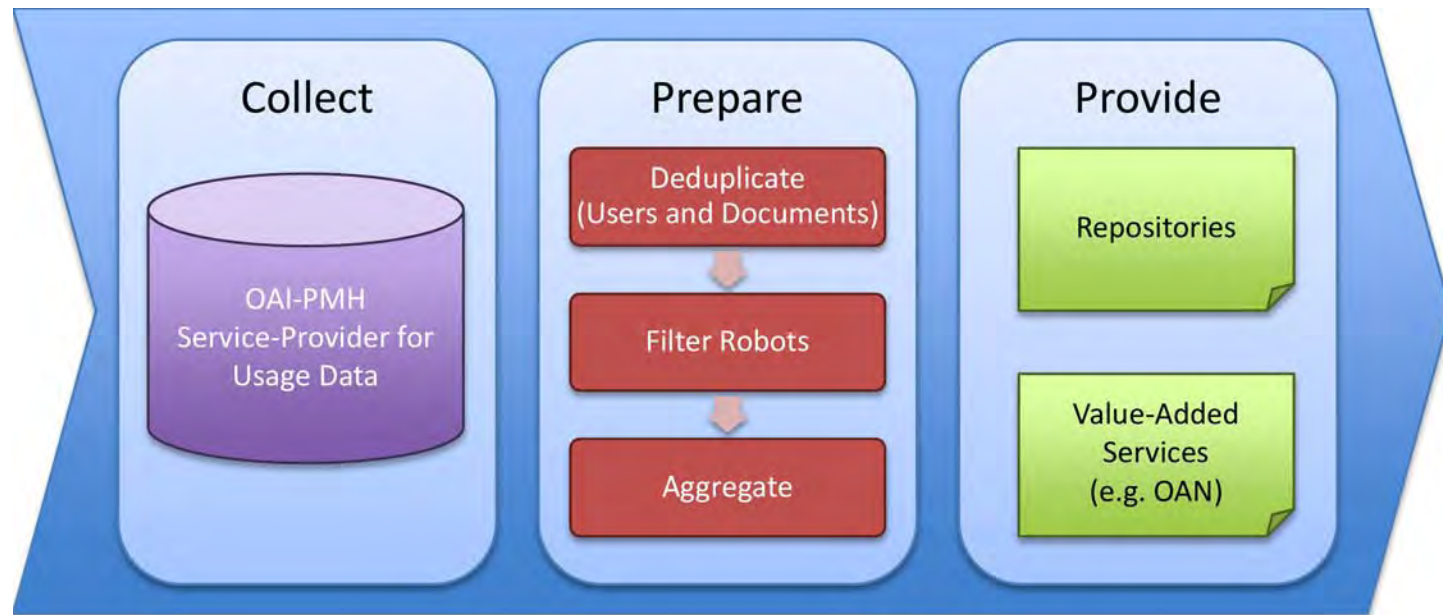 Collect
OAI-PMH
Service-Provider for
Usage Data
Prepare
Deduplicate
(Users and Documents)
Filter Robots
Aggregate
Provide
Repositories
Value-Added
Services
(e.g. OAN)